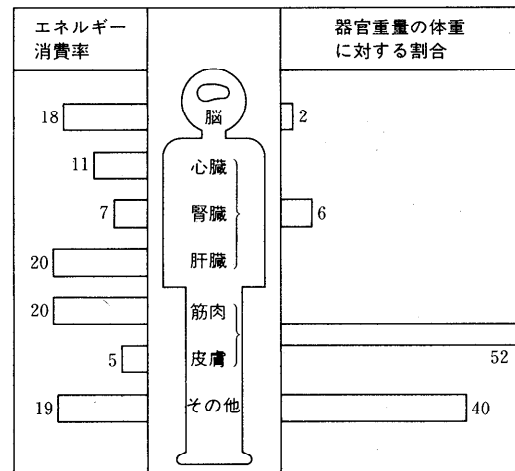 エネルギー
消費率
器官重量の体重
に対する割合
18
脳
2
11
心臓
7
腎臓
6
20
肝臓
20
筋肉
52
5
皮膚
19
その他
40